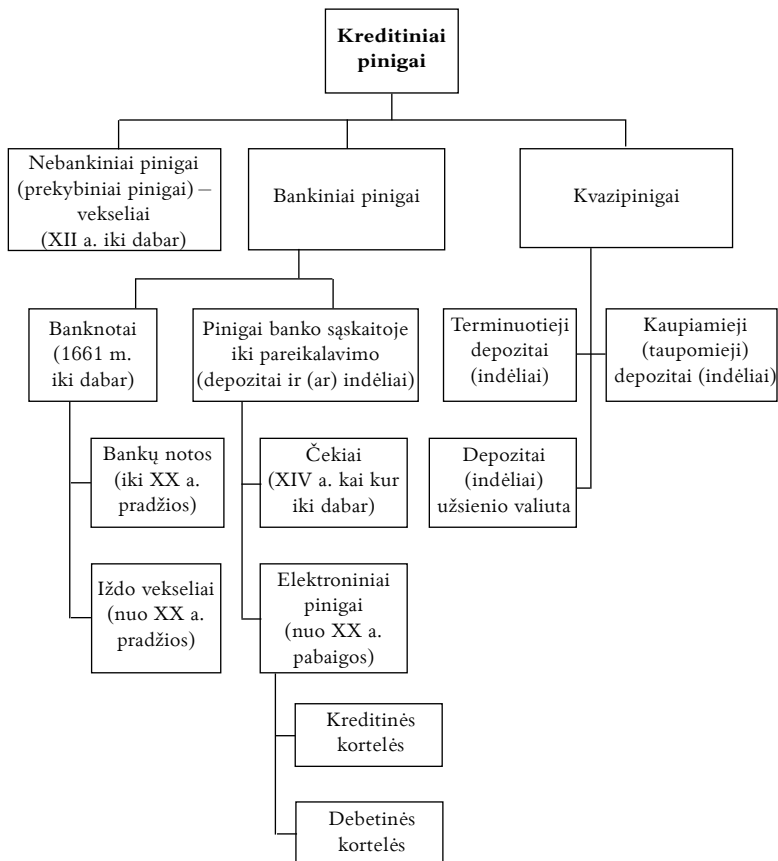 Kreditiniai
pinigai
Nebankiniai pinigai
(prekybiniai pinigai) –
vekseliai
(XII a. iki dabar)
Bankiniai pinigai
Kvazipinigai
Banknotai
(1661 m.
iki dabar)
Pinigai banko sąskaitoje
iki pareikalavimo
(depozitai ir (ar) indėliai)
Terminuotieji
depozitai
(indėliai)
Kaupiamieji
(taupomieji)
depozitai (indėliai)
Bankų notos
(iki XX a.
pradžios)
Čekiai
(XIV a. kai kur
iki dabar)
Depozitai
(indėliai)
užsienio valiuta
Iždo vekseliai
(nuo XX a.
pradžios)
Elektroniniai
pinigai
(nuo XX a.
pabaigos)
Kreditinės
kortelės
Debetinės
kortelės